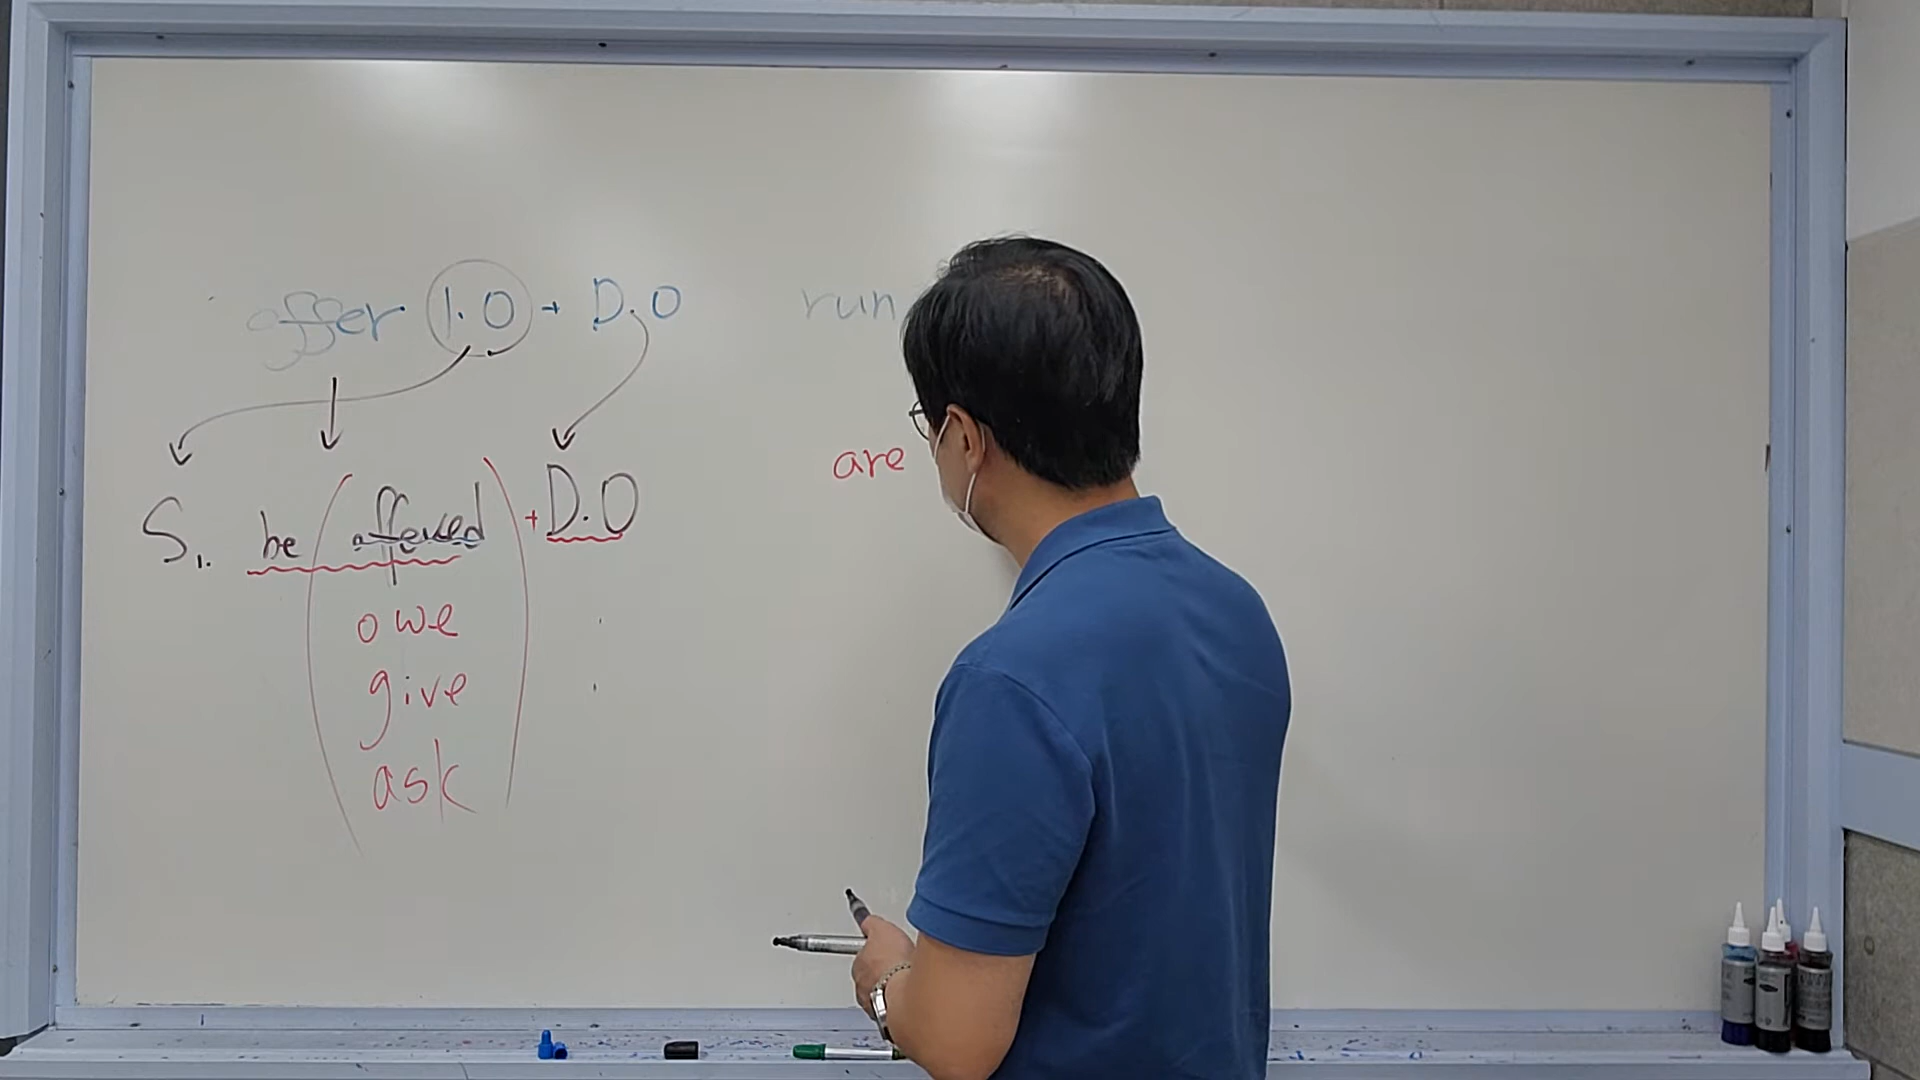 offer I.O + D.O run
are
S. be (offered) + D.O
owe
give
ask